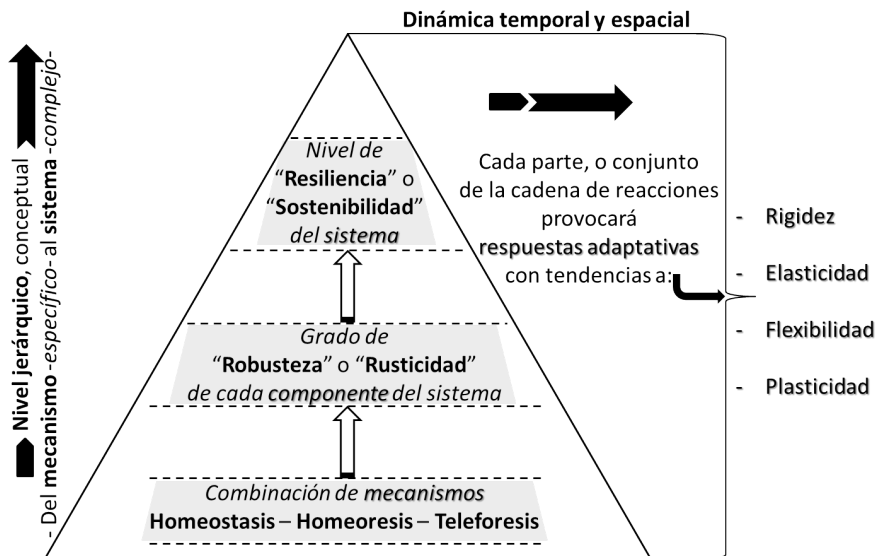 Dinámica temporal y espacial
Nivel jerárquico, conceptual
- Del mecanismo -específico- al sistema -complejo-
Nivel de
“Resiliencia” o
“Sostenibilidad”
del sistema
Grado de
“Robusteza” o “Rusticidad”
de cada componente del sistema
Combinación de mecanismos
Homeostasis – Homeoresis – Teleforesis
Cada parte, o conjunto
de la cadena de reacciones
provocará
respuestas adaptativas
con tendencias a:
- Rigidez
- Elasticidad
- Flexibilidad
- Plasticidad